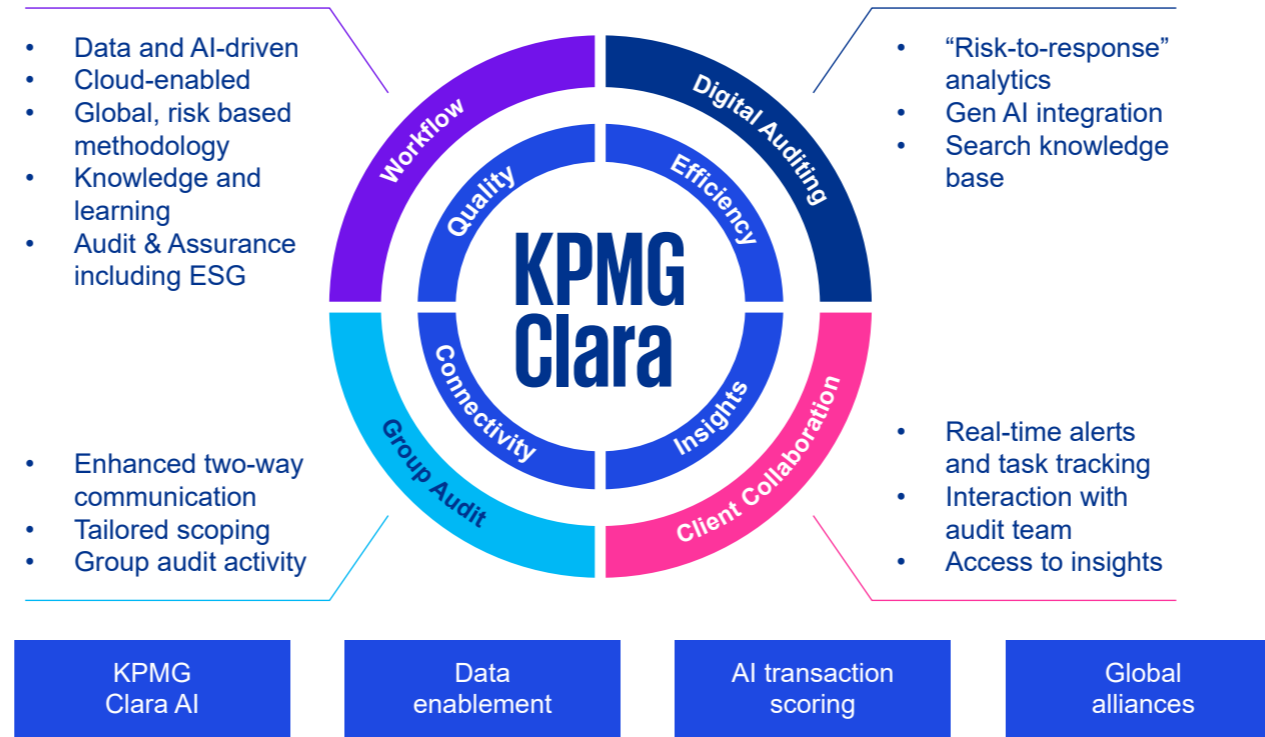 • Data and AI-driven
• Cloud-enabled
• Global, risk based
methodology
• Knowledge and
learning
• Audit & Assurance
including ESG
• “Risk-to-response”
analytics
• Gen AI integration
• Search knowledge
base
Workflow
Digital Auditing
Quality
Efficiency
KPMG
Clara
Connectivity
Insights
Group Audit
Client Collaboration
• Enhanced two-way
communication
• Tailored scoping
• Group audit activity
• Real-time alerts
and task tracking
• Interaction with
audit team
• Access to insights
KPMG
Clara AI
Data
enablement
AI transaction
scoring
Global
alliances